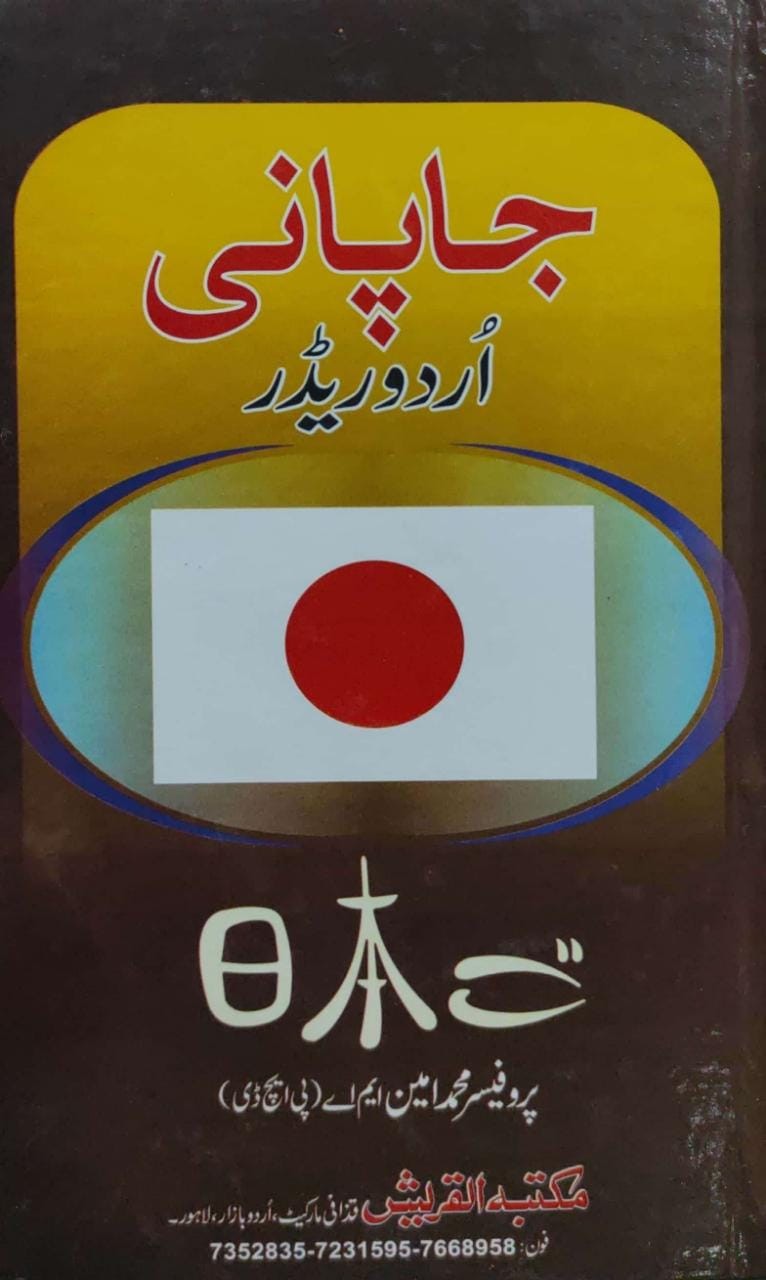 جاپانی
اُردو ریڈر
日本ご
پروفیسر محمد امین ایم اے (پی ایچ ڈی)
مکتبہ القریش قذافی مارکیٹ، اُردو بازار، لاہور۔
فون: 7352835-7231595-7668958